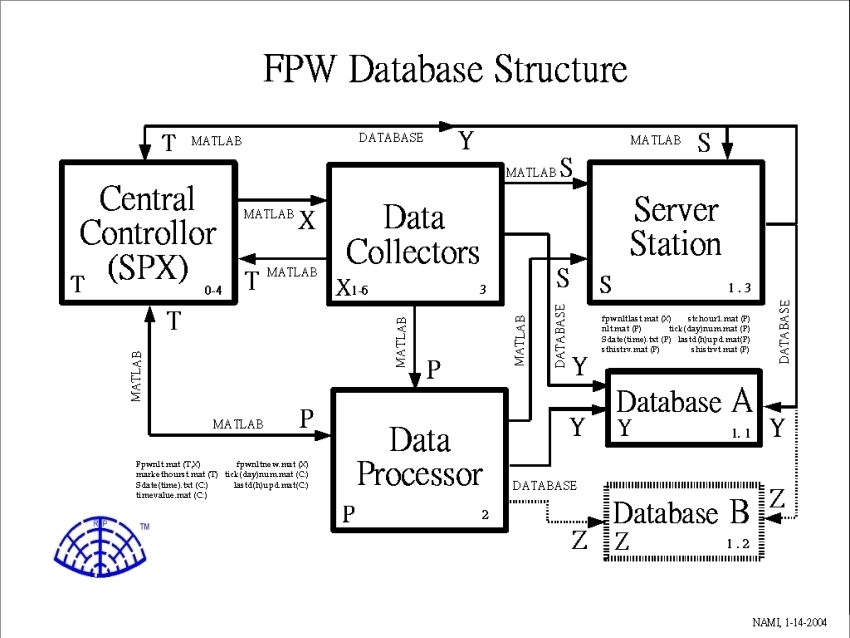 FPW Database Structure
T MATLAB
DATABASE Y
MATLAB S
Central
Controllor
(SPX)
T 0-4
MATLAB X
T MATLAB
Data
Collectors
X1-6 3
MATLAB S
S
Server
Station
S 1.3
T
MATLAB
MATLAB
P
MATLAB
DATABASE
DATABASE
fpwnltlast.mat (X) stchour1.mat (P)
nlt.mat (P) tick(day)num.mat (P)
Sdate(time).txt (P) lastd(h)upd.mat(P)
sthistrv.mat (P) shistrvt.mat (P)
Y
Database A
Y 1.1
Y
Y
MATLAB P
Data
Processor
P 2
Fpwnlt.mat (T,X) fpwnltnew.mat (X)
markethourst.mat (T) tick(day)num.mat (C:)
Sdate(time).txt (C:) lastd(h)upd.mat(C:)
timevalue.mat (C:)
DATABASE
Z
Database B
Z 1.2
Z
TM
NAMI, 1-14-2004